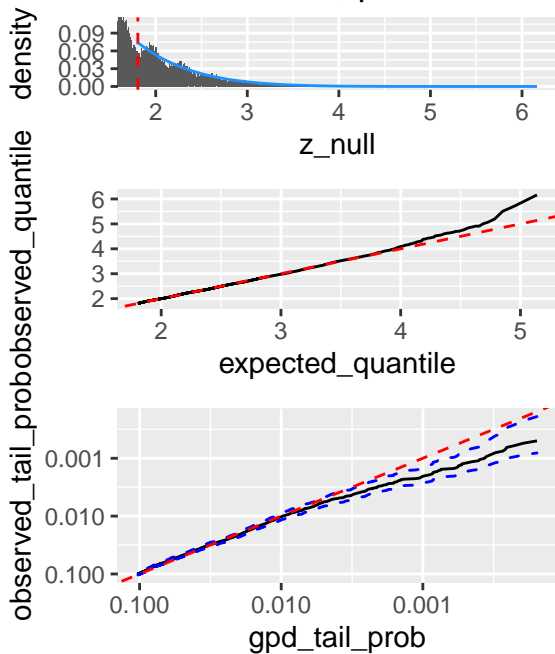 density
0.09
0.06
0.03
0.00
2 3 4 5 6
z_null
observed_quantile
6
5
4
3
2
2 3 4 5
expected_quantile
observed_tail_prob
0.001
0.010
0.100
0.100 0.010 0.001
gpd_tail_prob